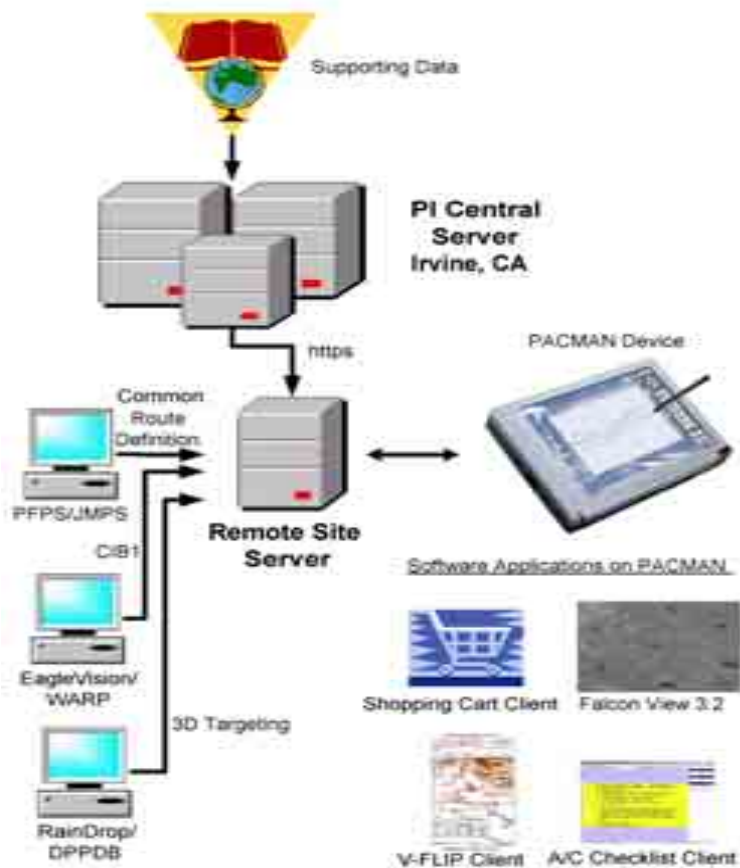 Supporting Data
PI Central
Server
Irvine, CA
https
PACMAN Device
Common
Route
Definition
PFPS/JMPS
Remote Site
Server
CIB1
Software Applications on PACMAN
EagleVision/
WARP
Shopping Cart Client
Falcon View 3.2
3D Targeting
RainDrop/
DPPDB
V-FLIP Client
A/C Checklist Client